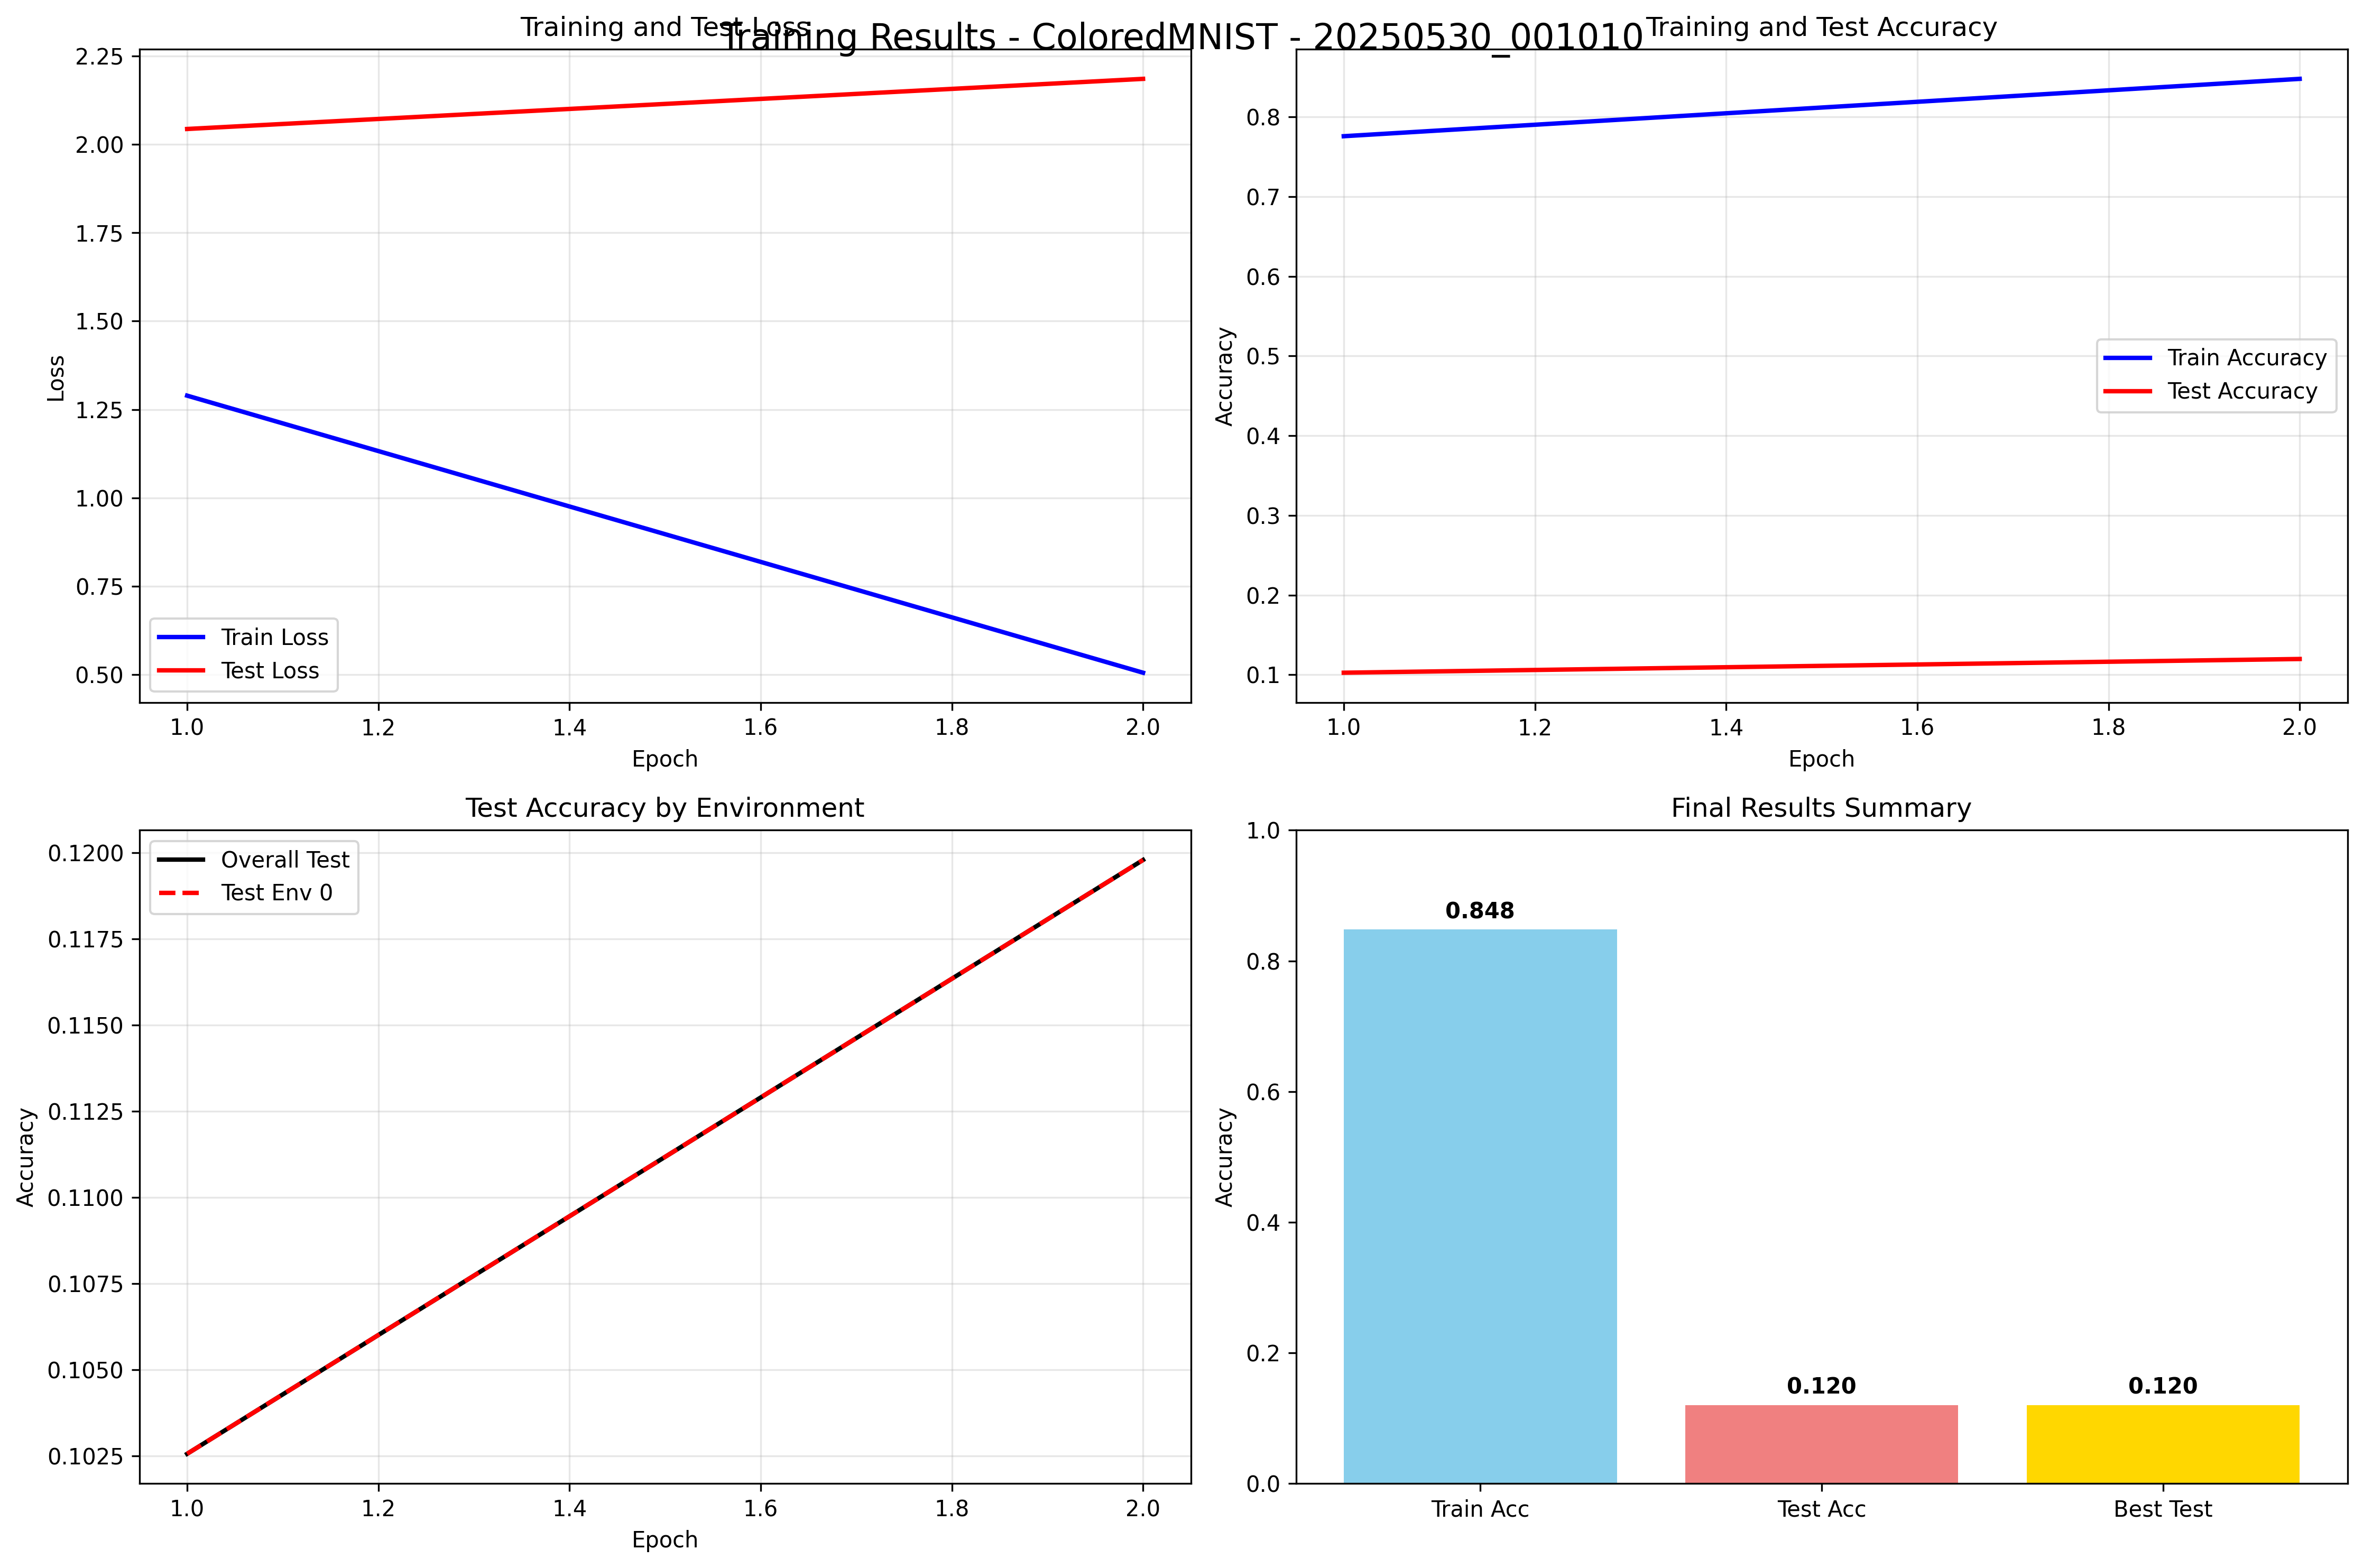 Training Results - ColoredMNIST - 20250530_001010
Training and Test Loss
2.25
2.00
1.75
1.50
1.25
1.00
0.75
0.50
Loss
Train Loss
Test Loss
1.0 1.2 1.4 1.6 1.8 2.0
Epoch
Training and Test Accuracy
0.8
0.7
0.6
0.5
0.4
0.3
0.2
0.1
Accuracy
Train Accuracy
Test Accuracy
1.0 1.2 1.4 1.6 1.8 2.0
Epoch
Test Accuracy by Environment
0.1200
0.1175
0.1150
0.1125
0.1100
0.1075
0.1050
0.1025
Accuracy
Overall Test
Test Env 0
1.0 1.2 1.4 1.6 1.8 2.0
Epoch
Final Results Summary
1.0
0.8
0.6
0.4
0.2
0.0
Accuracy
0.848
0.120
0.120
Train Acc
Test Acc
Best Test